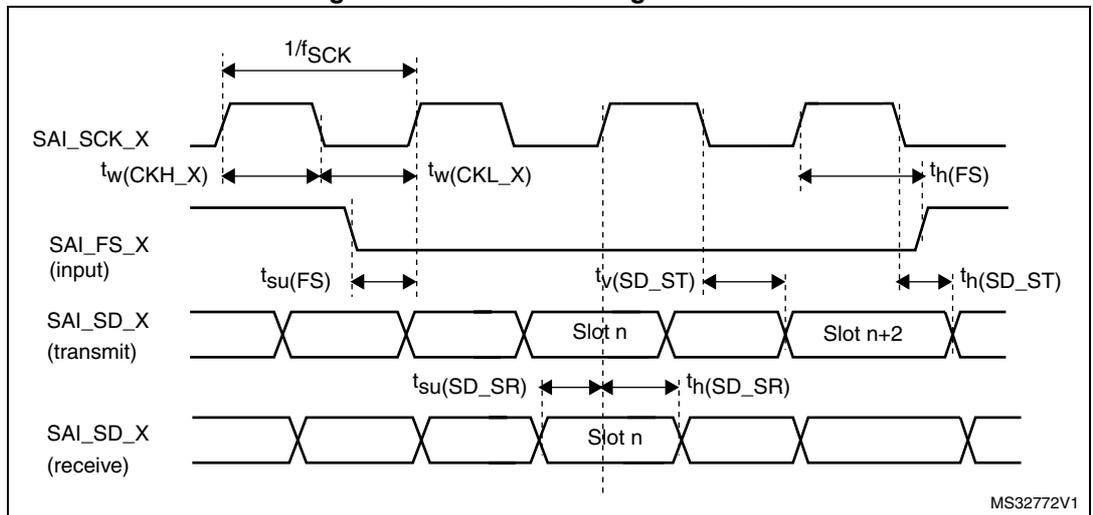 1/fSCK
SAI_SCK_X
tw(CKH_X)
tw(CKL_X)
th(FS)
SAI_FS_X
(input)
tsu(FS)
tv(SD_ST)
th(SD_ST)
SAI_SD_X
(transmit)
Slot n
Slot n+2
tsu(SD_SR)
th(SD_SR)
SAI_SD_X
(receive)
Slot n
MS32772V1